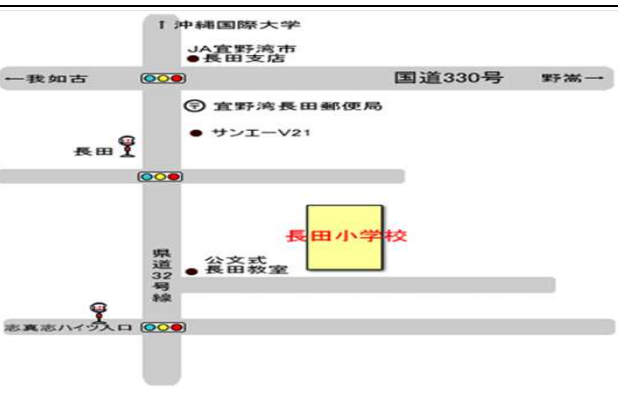 ↑沖縄国際大学
JA宜野湾市
●長田支店
←我如古
国道330号
野嵩→
〒宜野湾長田郵便局
●サンエーV21
長田
長田小学校
県道32号線
公文式
●長田教室
志真志ハイツ入口